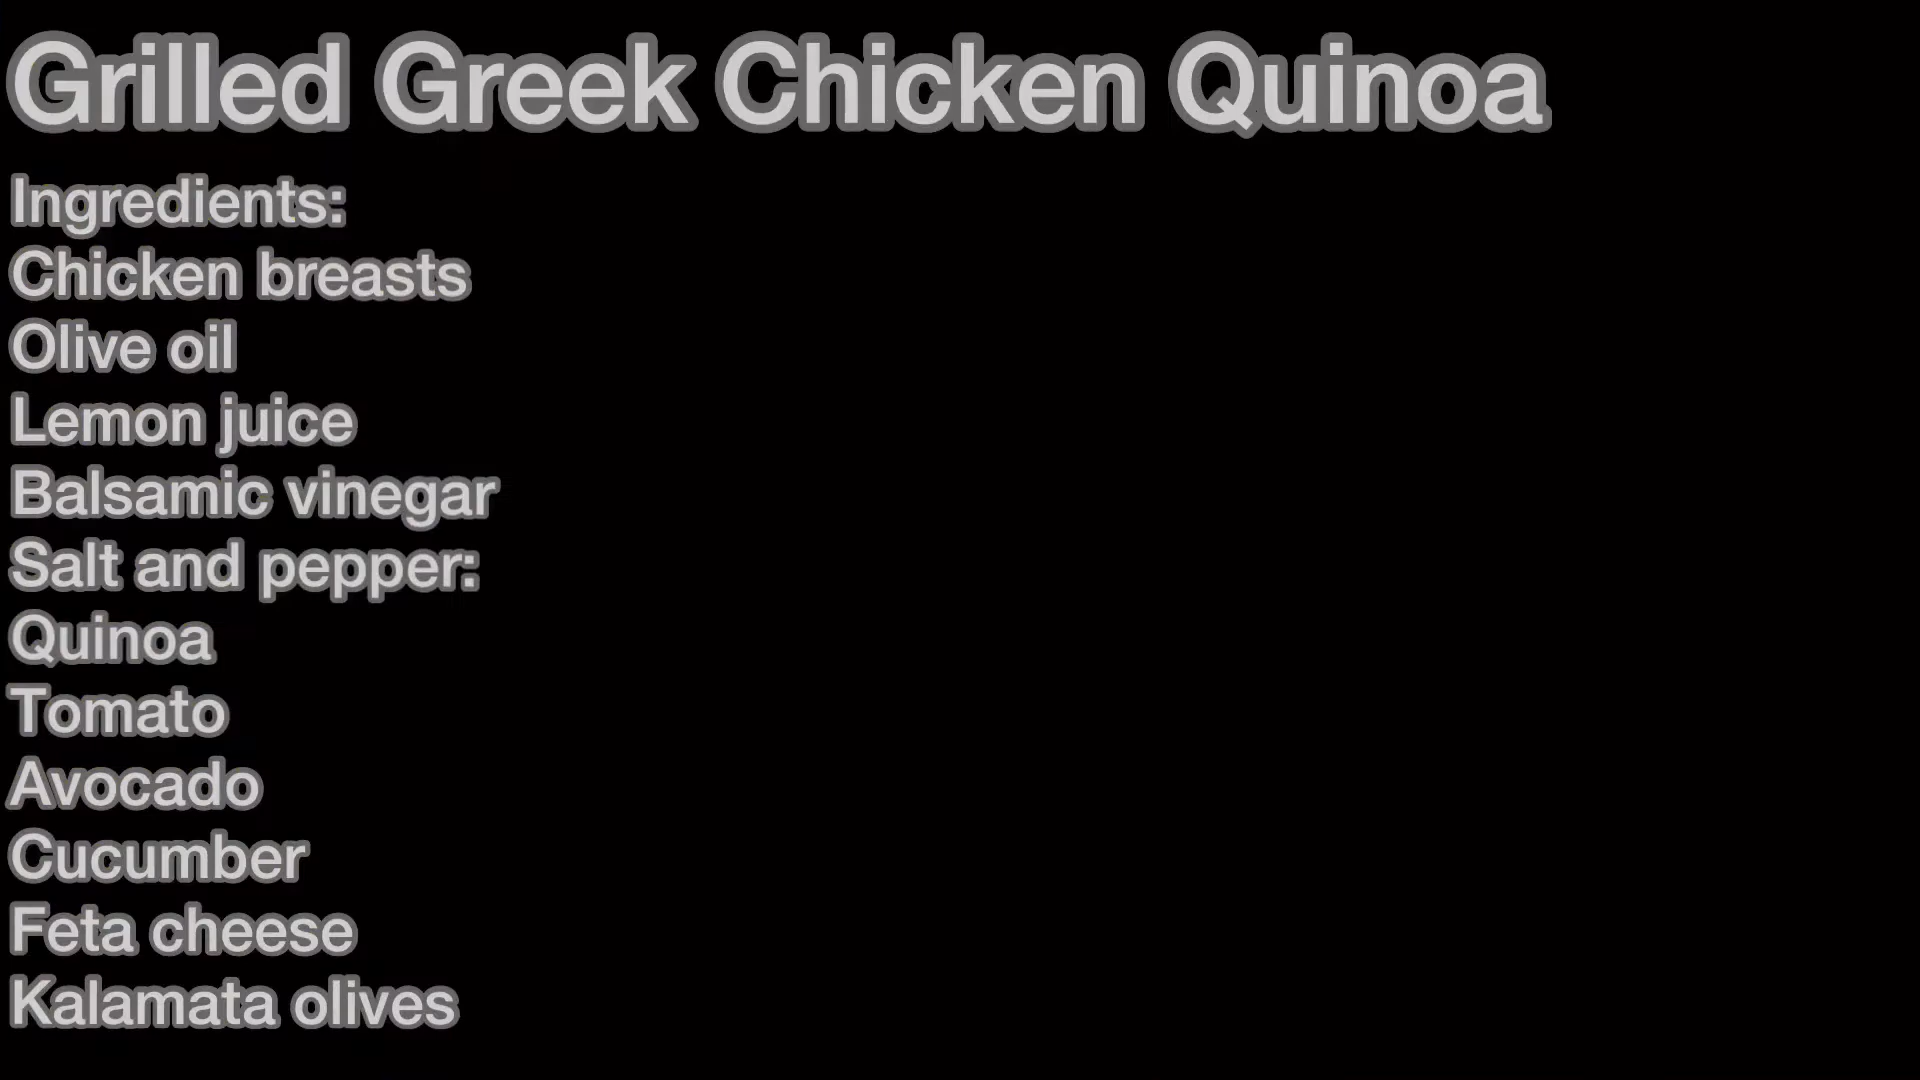 Grilled Greek Chicken Quinoa
Ingredients:
Chicken breasts
Olive oil
Lemon juice
Balsamic vinegar
Salt and pepper:
Quinoa
Tomato
Avocado
Cucumber
Feta cheese
Kalamata olives